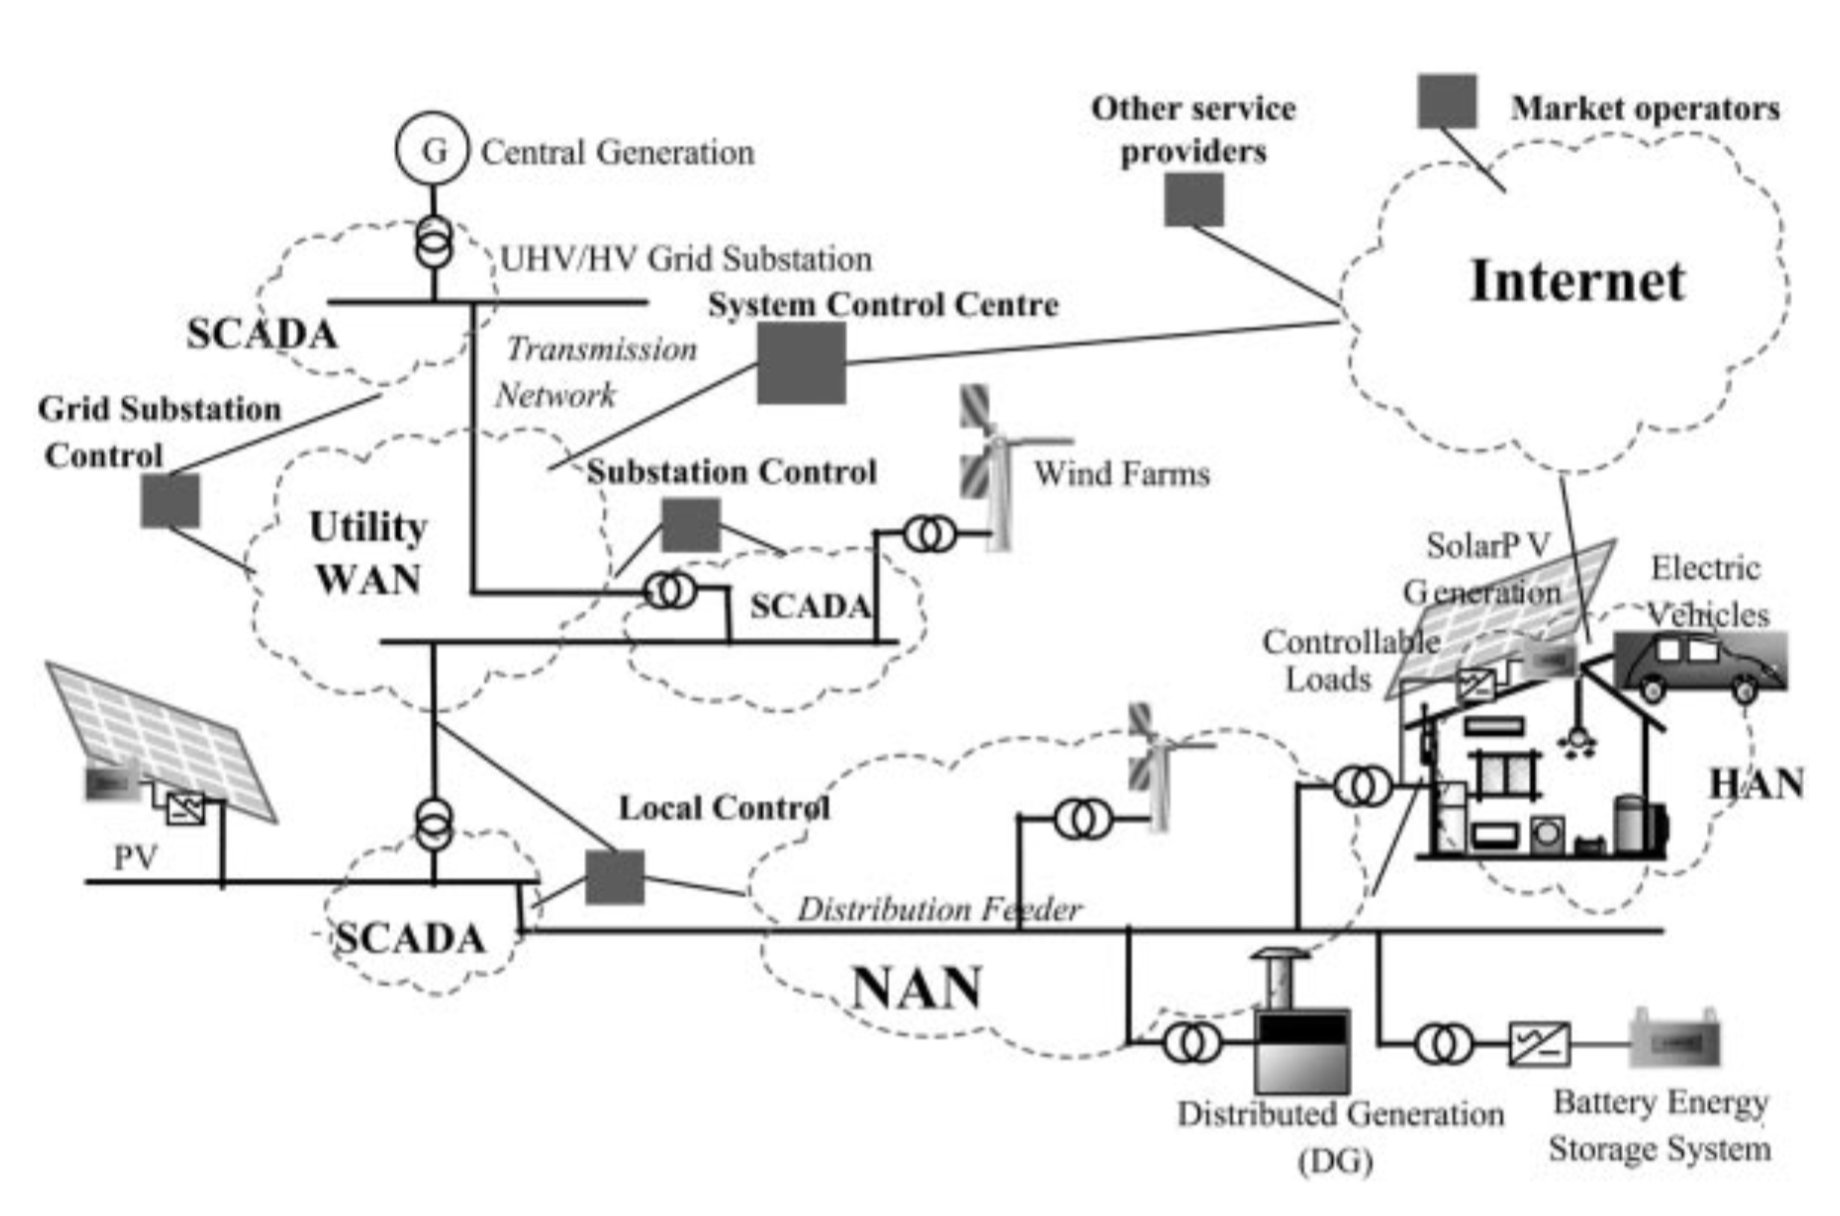 Other service
providers
Market operators
G
Central Generation
UHV/HV Grid Substation
Internet
System Control Centre
SCADA
Transmission
Network
Grid Substation
Control
Substation Control
Wind Farms
Utility
WAN
SCADA
SolarP V
Generation
Electric
Vehicles
Controllable
Loads
HAN
Local Control
PV
Distribution Feeder
SCADA
NAN
Distributed Generation
(DG)
Battery Energy
Storage System